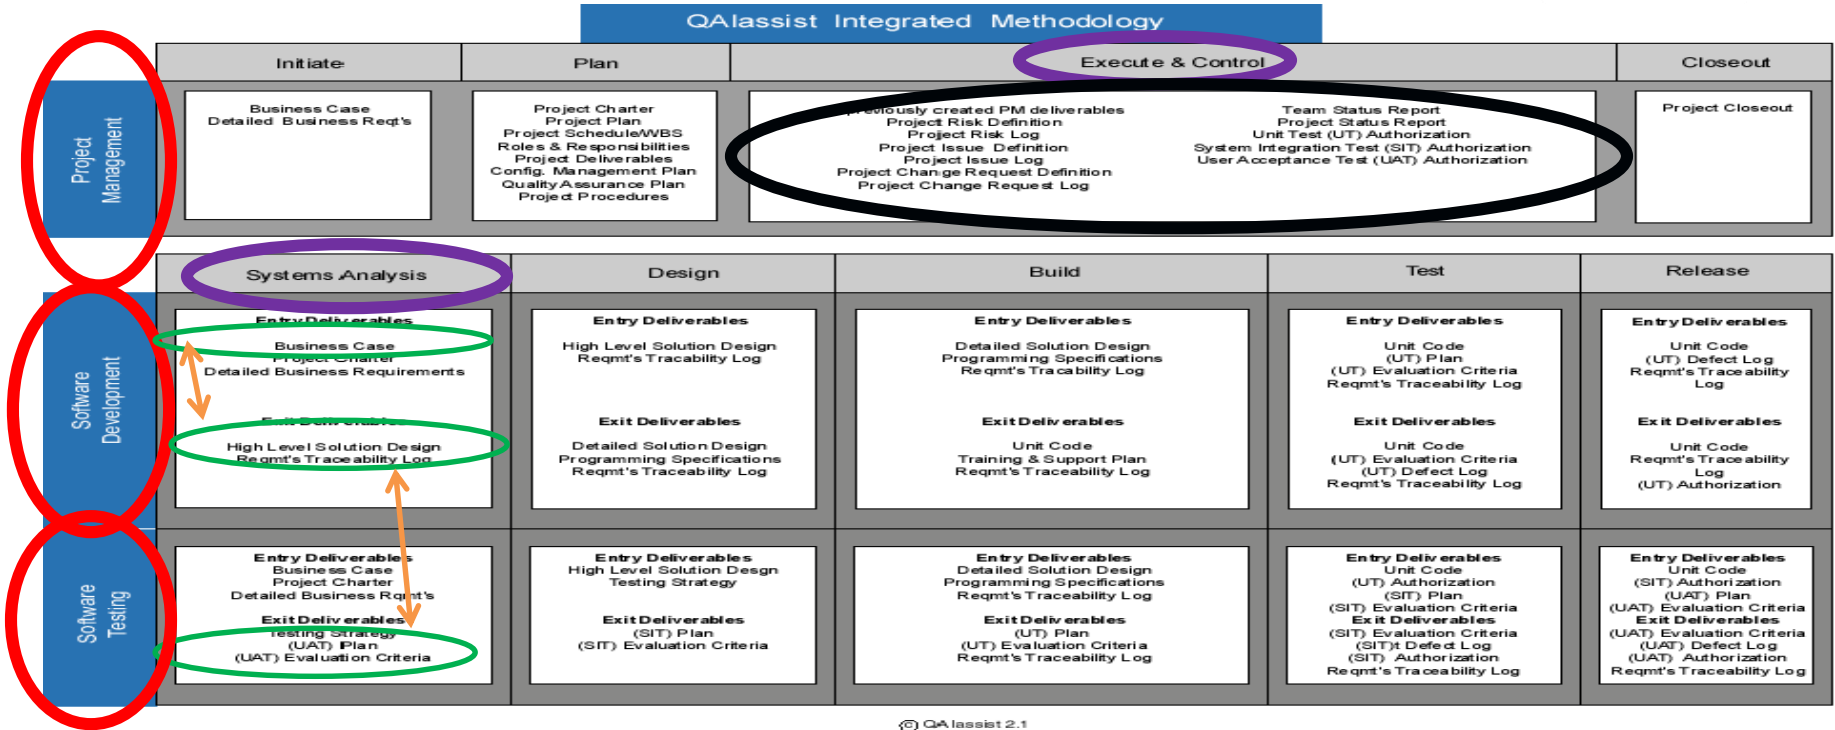 QAIassist Integrated Methodology
Initiate
Plan
Execute & Control
Closeout
Project
Management
Business Case
Detailed Business Reqt's
Project Charter
Project Plan
Project Schedule/WBS
Roles & Responsibilities
Project Deliverables
Config. Management Plan
Quality Assurance Plan
Project Procedures
Previously created PM deliverables
Project Risk Definition
Project Risk Log
Project Issue Definition
Project Issue Log
Project Change Request Definition
Project Change Request Log
Team Status Report
Project Status Report
Unit Test (UT) Authorization
System Integration Test (SIT) Authorization
User Acceptance Test (UAT) Authorization
Project Closeout
Systems Analysis
Design
Build
Test
Release
Software
Development
Entry Deliverables
Business Case
Project Charter
Detailed Business Requirements
Exit Deliverables
High Level Solution Design
Reqmt's Traceability Log
Entry Deliverables
High Level Solution Design
Reqmt's Tracability Log
Exit Deliverables
Detailed Solution Design
Programming Specifications
Reqmt's Traceability Log
Entry Deliverables
Detailed Solution Design
Programming Specifications
Reqmt's Tracability Log
Exit Deliverables
Unit Code
Training & Support Plan
Reqmt's Traceability Log
Entry Deliverables
Unit Code
(UT) Plan
(UT) Evaluation Criteria
Reqmt's Traceability Log
Exit Deliverables
Unit Code
(UT) Evaluation Criteria
(UT) Defect Log
Reqmt's Traceability Log
Entry Deliverables
Unit Code
(UT) Defect Log
Reqmt's Traceability
Log
Exit Deliverables
Unit Code
Reqmt's Traceability
Log
(UT) Authorization
Software
Testing
Entry Deliverables
Business Case
Project Charter
Detailed Business Rqmt's
Exit Deliverables
Testing Strategy
(UAT) Plan
(UAT) Evaluation Criteria
Entry Deliverables
High Level Solution Desgn
Testing Strategy
Exit Deliverables
(SIT) Plan
(SIT) Evaluation Criteria
Entry Deliverables
Detailed Solution Design
Programming Specifications
Reqmt's Traceability Log
Exit Deliverables
(UT) Plan
(UT) Evaluation Criteria
Reqmt's Traceability Log
Entry Deliverables
Unit Code
(UT) Authorization
(SIT) Plan
(SIT) Evaluation Criteria
Exit Deliverables
(SIT) Evaluation Criteria
(SIT)t Defect Log
(SIT) Authorization
Reqmt's Traceability Log
Entry Deliverables
Unit Code
(SIT) Authorization
(UAT) Plan
(UAT) Evaluation Criteria
Exit Deliverables
(UAT) Evaluation Criteria
(UAT) Defect Log
(UAT) Authorization
Reqmt's Traceability Log
(c) QAIassist 2.1